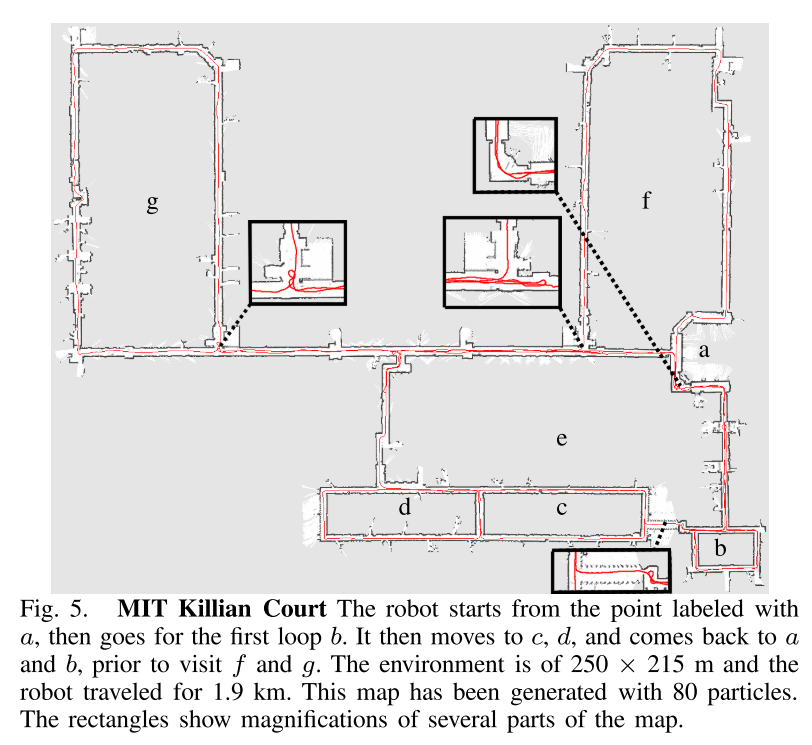 g
f
a
e
d
c
b
Fig. 5. MIT Killian Court The robot starts from the point labeled with
a, then goes for the first loop b. It then moves to c, d, and comes back to a
and b, prior to visit f and g. The environment is of 250 × 215 m and the
robot traveled for 1.9 km. This map has been generated with 80 particles.
The rectangles show magnifications of several parts of the map.